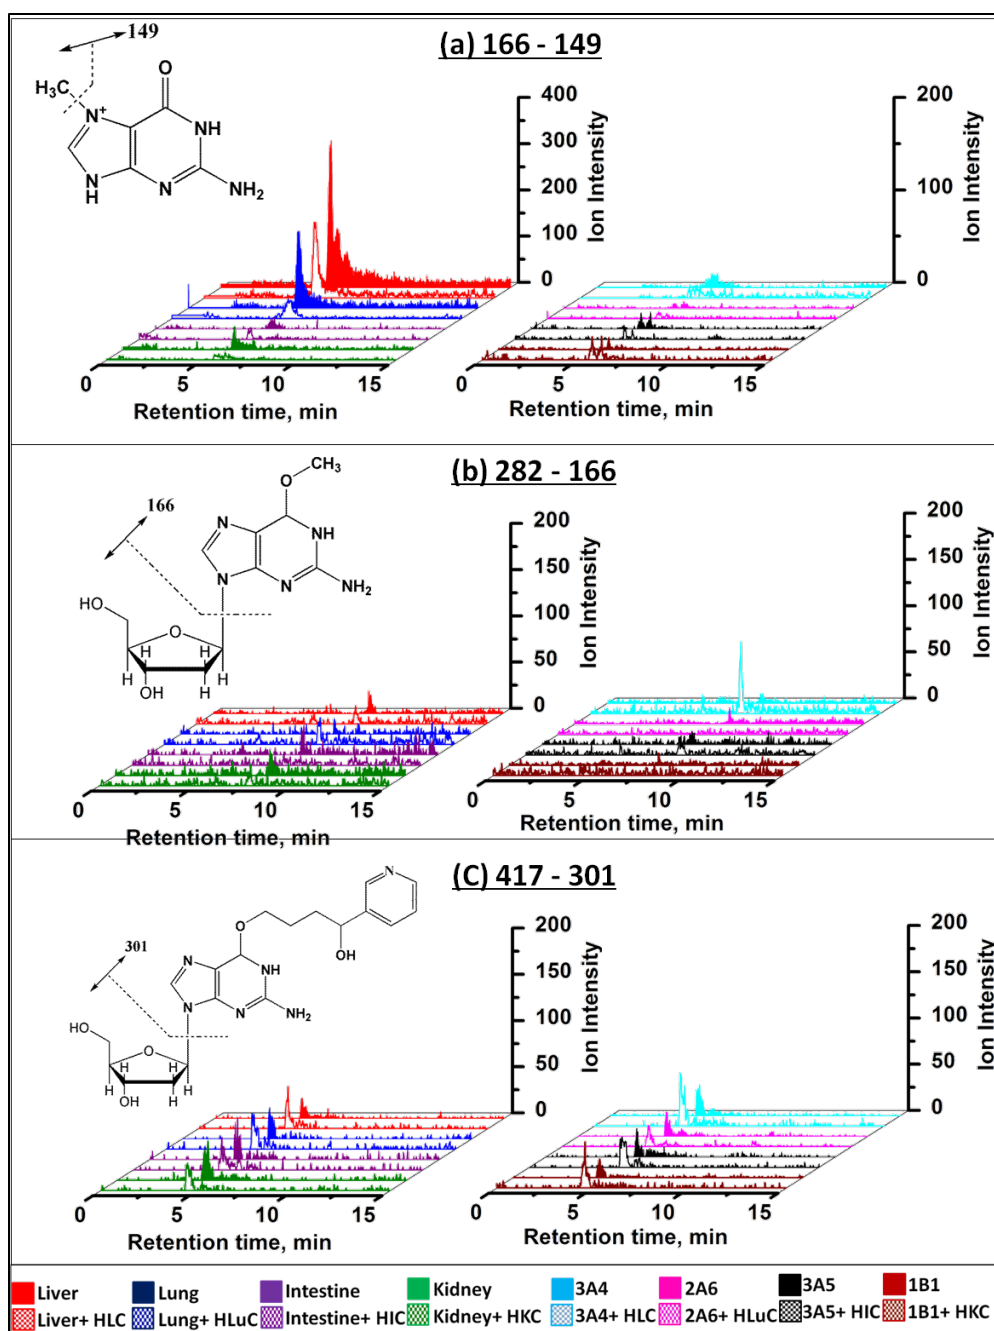 (a) 166 - 149
149
O
H₃C
N⁺
NH
N
H
N
NH₂
400
300
200
100
0
Ion Intensity
200
100
0
Ion Intensity
0 5 10 15
Retention time, min
0 5 10 15
Retention time, min
(b) 282 - 166
CH₃
O
166
N
NH
N
N
NH₂
HO
O
H H
H H
OH
200
150
100
50
0
Ion Intensity
200
150
100
50
0
Ion Intensity
0 5 10 15
Retention time, min
0 5 10 15
Retention time, min
(C) 417 - 301
N
O
OH
301
N
NH
N
N
NH₂
HO
O
H H
H H
OH
200
150
100
50
0
Ion Intensity
200
150
100
50
0
Ion Intensity
0 5 10 15
Retention time, min
0 5 10 15
Retention time, min
Liver Lung Intestine Kidney 3A4 2A6 3A5 1B1
Liver+ HLC Lung+ HLuC Intestine+ HIC Kidney+ HKC 3A4+ HLC 2A6+ HLuC 3A5+ HIC 1B1+ HKC